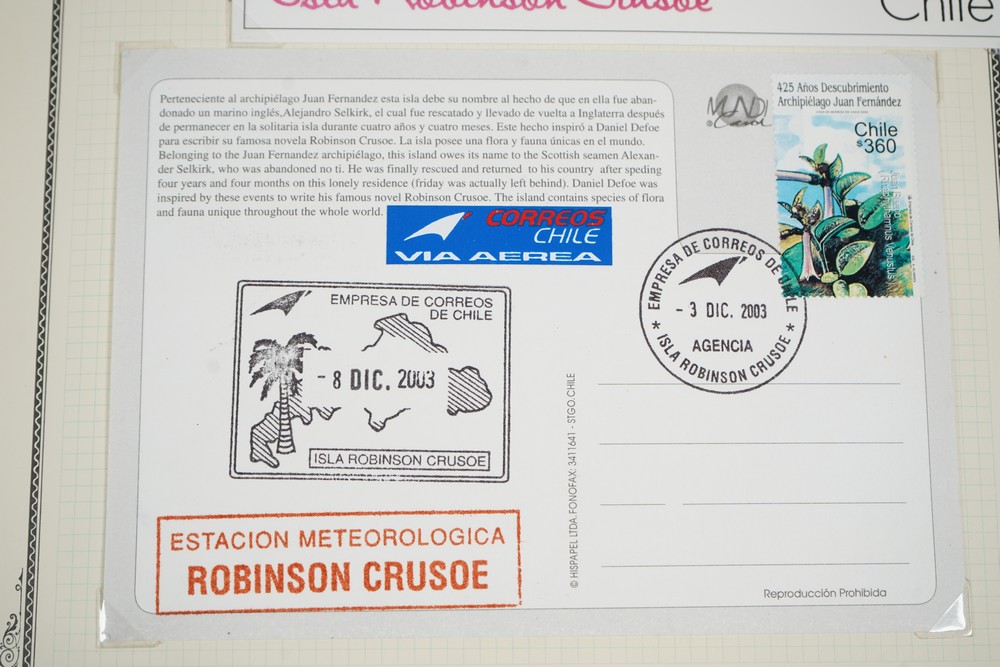 Isla Robinson Crusoe
Chile
Perteneciente al archipiélago Juan Fernandez esta isla debe su nombre al hecho de que en ella fue aban-
donado un marino inglés,Alejandro Selkirk, el cual fue rescatado y llevado de vuelta a Inglaterra después
de permanecer en la solitaria isla durante cuatro años y cuatro meses. Este hecho inspiró a Daniel Defoe
para escribir su famosa novela Robinson Crusoe. La isla posee una flora y fauna únicas en el mundo.
Belonging to the Juan Fernandez archipiélago, this island owes its name to the Scottish seamen Alexan-
der Selkirk, who was abandoned no ti. He was finally rescued and returned to his country after speding
four years and four months on this lonely residence (friday was actually left behind). Daniel Defoe was
inspired by these events to write his famous novel Robinson Crusoe. The island contains species of flora
and fauna unique throughout the whole world.
MUNDI
425 Años Descubrimiento
Archipiélago Juan Fernández
Chile
$360
CORREOS
CHILE
VIA AEREA
EMPRESA DE CORREOS DE CHILE
- 3 DIC. 2003
AGENCIA
* ISLA ROBINSON CRUSOE *
EMPRESA DE CORREOS
DE CHILE
- 8 DIC. 2003
ISLA ROBINSON CRUSOE
ESTACION METEOROLOGICA
ROBINSON CRUSOE
© HISPAPEL LTDA. FONOFAX: 3411641 - STGO. CHILE
Reproducción Prohibida